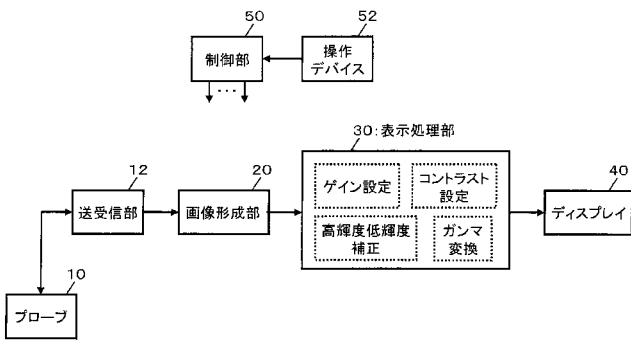 50
52
制御部
操作
デバイス
・・・
30:表示処理部
12
20
40
ゲイン設定
コントラスト
設定
送受信部
画像形成部
ディスプレイ
高輝度低輝度
補正
ガンマ
変換
10
プローブ